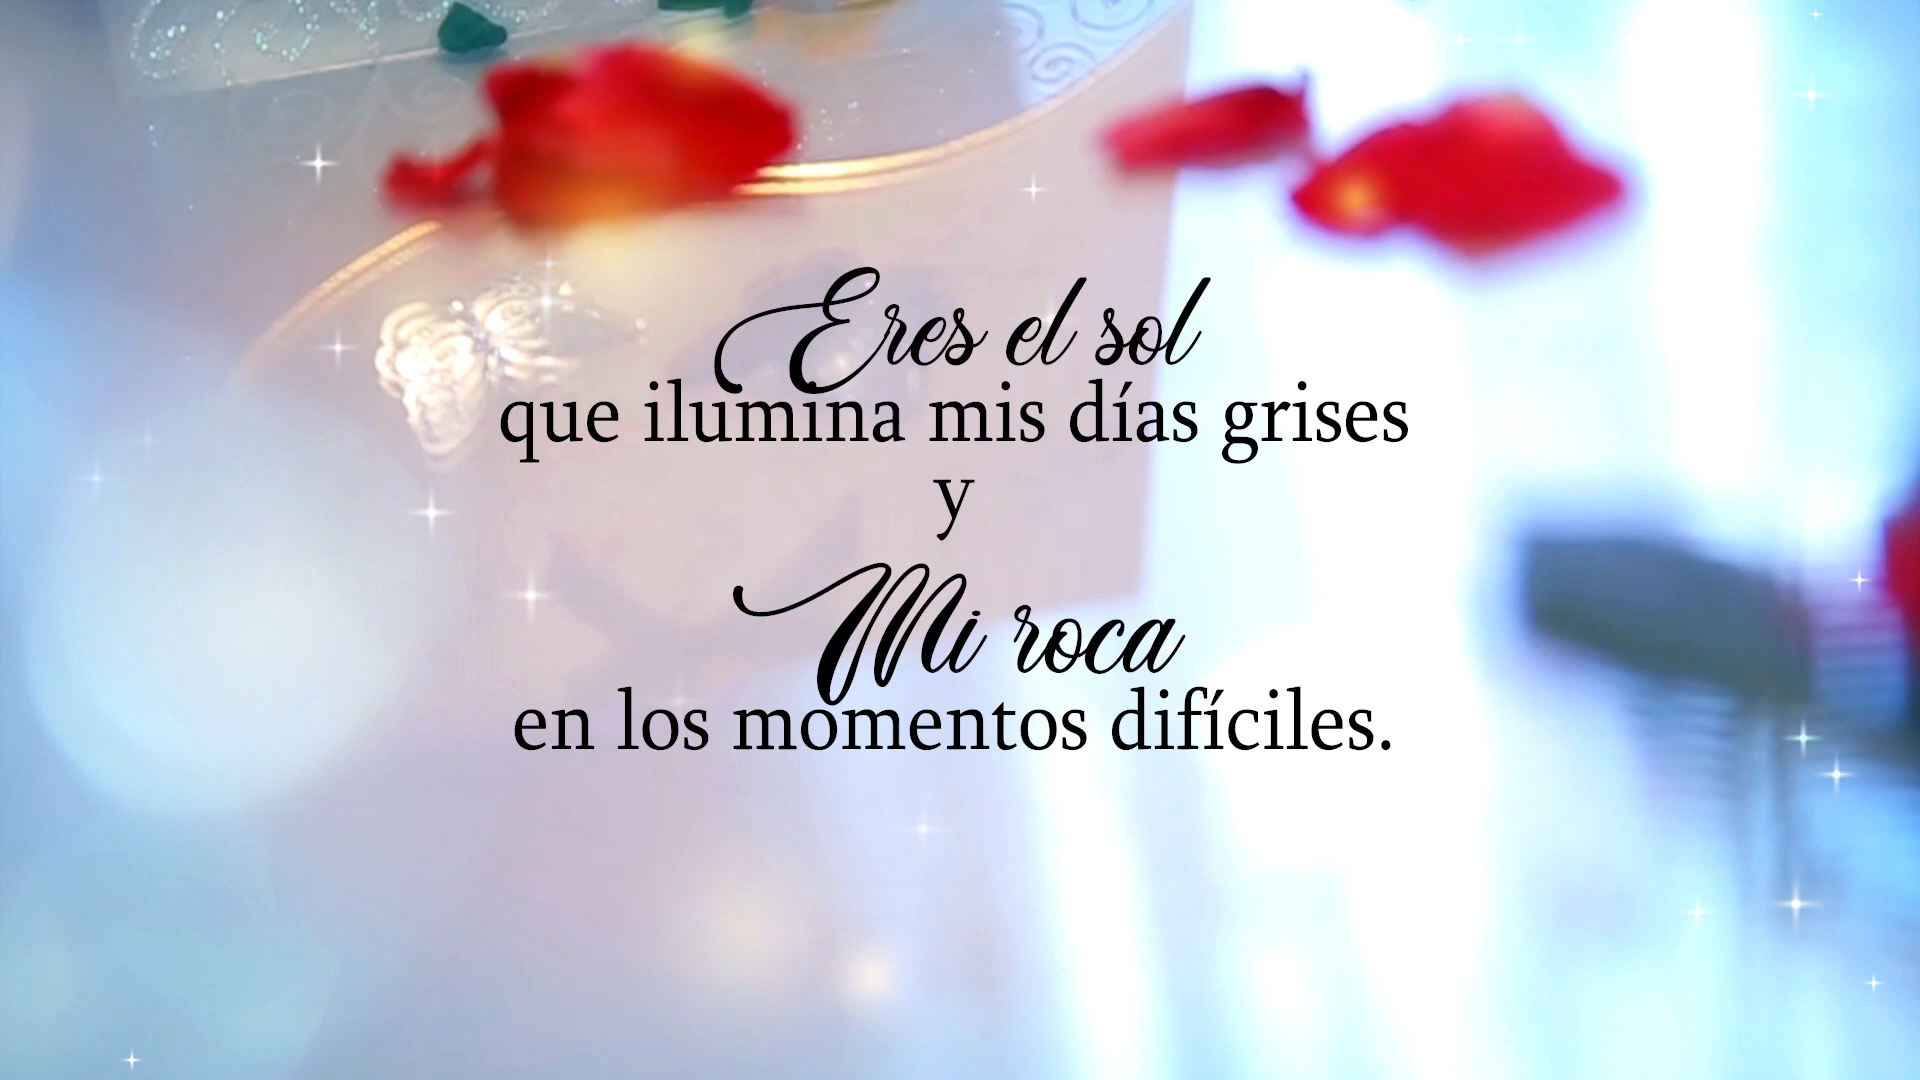 Eres el sol
que ilumina mis días grises
y
Mi roca
en los momentos difíciles.